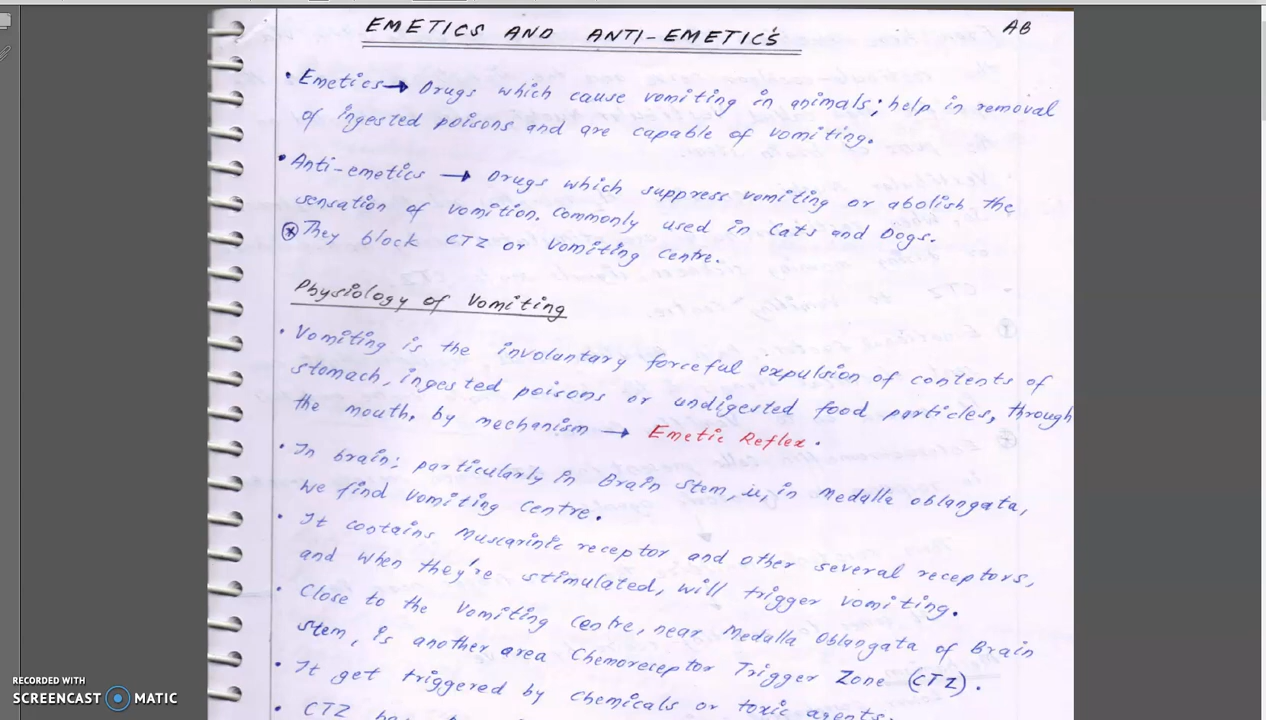 EMETICS AND ANTI-EMETICS
AB
• Emetics → Drugs which cause vomiting in animals; help in removal
of ingested poisons and are capable of vomiting.
• Anti-emetics → Drugs which suppress vomiting or abolish the
sensation of vomition. Commonly used in Cats and Dogs.
* They block CTZ or Vomiting Centre.
Physiology of Vomiting
• Vomiting is the involuntary forceful expulsion of contents of
stomach, ingested poisons or undigested food particles, through
the mouth, by mechanism → Emetic Reflex.
• In brain; particularly in Brain Stem, ie, in Medalla oblangata,
we find Vomiting Centre.
• It contains Muscarinic receptor and other several receptors,
and when they're stimulated, will trigger vomiting.
• Close to the Vomiting Centre, near Medalla Oblangata of Brain
Stem, is another area Chemoreceptor Trigger Zone (CTZ).
• It get triggered by chemicals or toxic agents.
• CTZ
RECORDED WITH
SCREENCAST MATIC